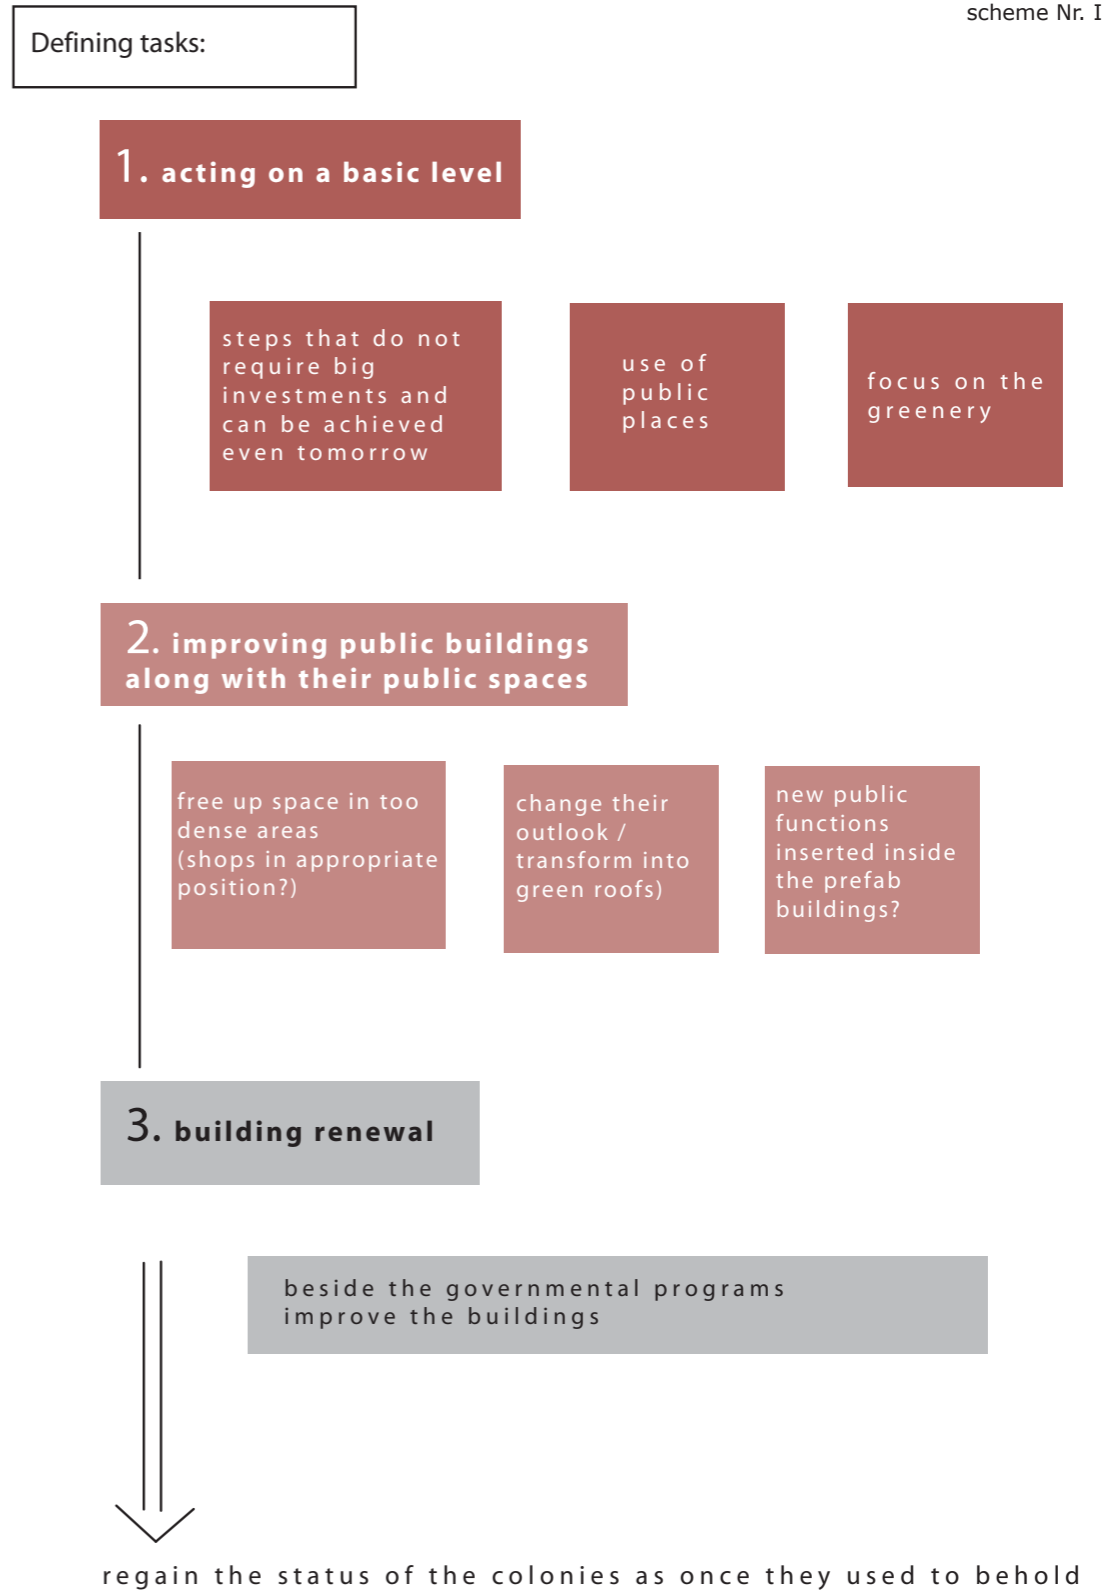 scheme Nr. I
Defining tasks:
1. acting on a basic level
steps that do not
require big
investments and
can be achieved
even tomorrow
use of
public
places
focus on the
greenery
2. improving public buildings
along with their public spaces
free up space in too
dense areas
(shops in appropriate
position?)
change their
outlook /
transform into
green roofs)
new public
functions
inserted inside
the prefab
buildings?
3. building renewal
beside the governmental programs
improve the buildings
regain the status of the colonies as once they used to behold